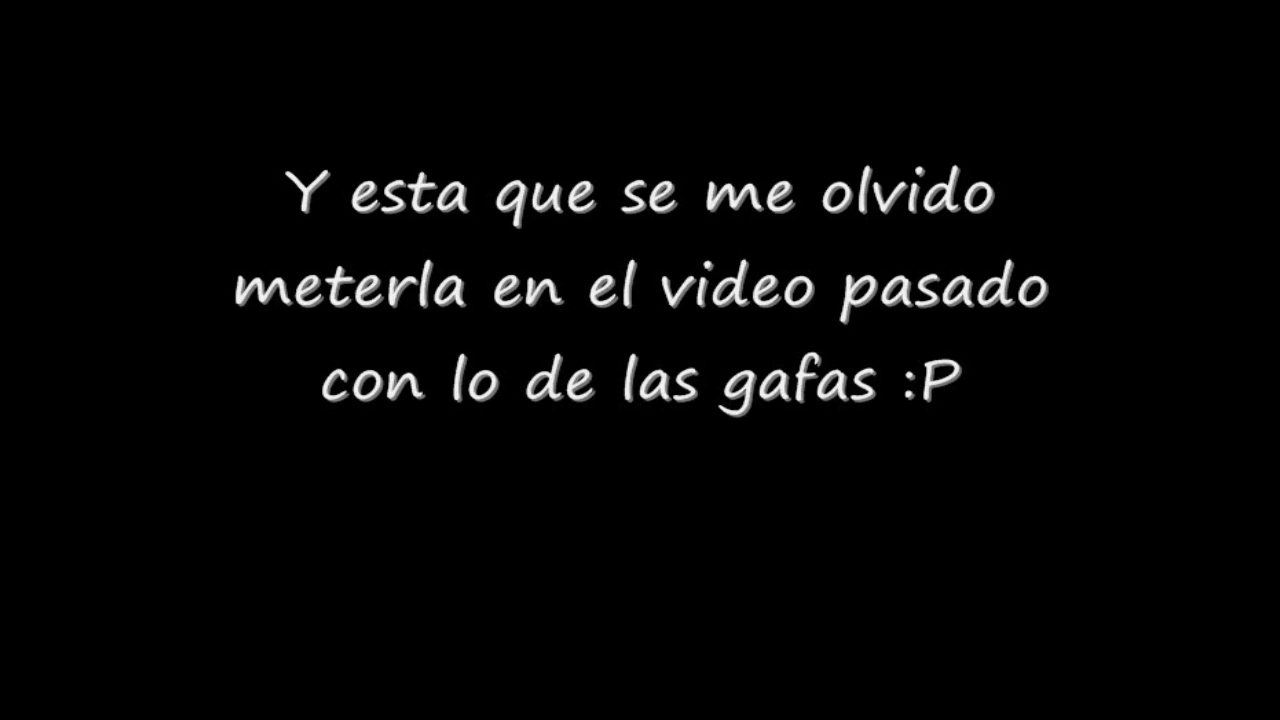 Y esta que se me olvido
meterla en el video pasado
con lo de las gafas :P